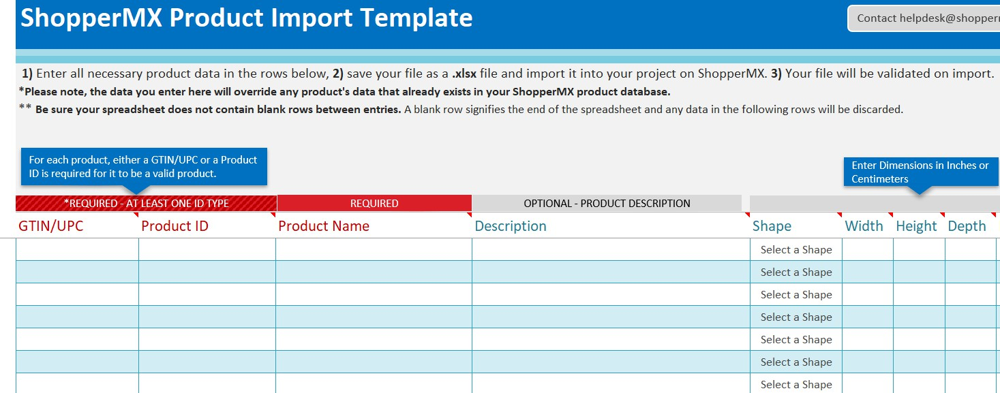 ShopperMX Product Import Template
Contact
1) Enter all necessary product data in the rows below, 2) save your file as a .xlsx file and import it into your project on ShopperMX. 3) Your file will be validated on import.
*Please note, the data you enter here will override any product's data that already exists in your ShopperMX product database.
** Be sure your spreadsheet does not contain blank rows between entries. A blank row signifies the end of the spreadsheet and any data in the following rows will be discarded.
For each product, either a GTIN/UPC or a Product
ID is required for it to be a valid product.
Enter Dimensions in Inches or
Centimeters
*REQUIRED - AT LEAST ONE ID TYPE REQUIRED OPTIONAL - PRODUCT DESCRIPTION
GTIN/UPC Product ID Product Name Description Shape Width Height Depth
Select a Shape
Select a Shape
Select a Shape
Select a Shape
Select a Shape
Select a Shape
Select a Shape